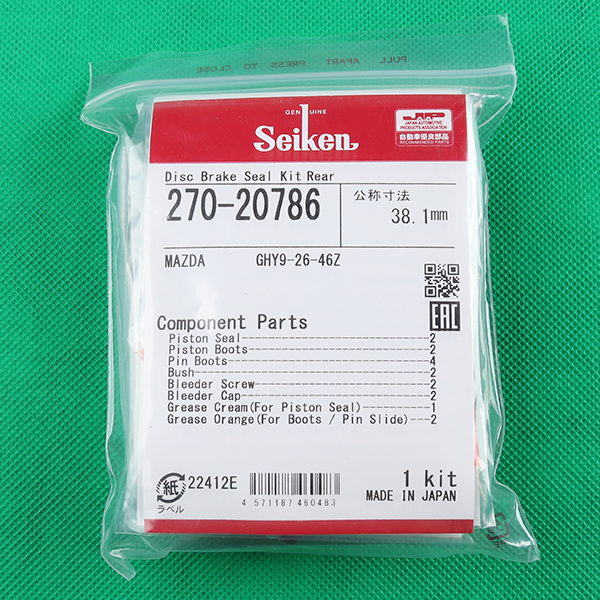 PULL APART PRESS TO CLOSE
GENUINE
Seiken
JAPAN AUTOMOTIVE
PRODUCTS ASSOCIATION
自動車優良部品
RECOMMENDED PARTS
Disc Brake Seal Kit Rear
270-20786
公称寸法
38.1mm
MAZDA GHY9-26-46Z
EAC
Component Parts
Piston Seal 2
Piston Boots 2
Pin Boots 4
Bush 2
Bleeder Screw 2
Bleeder Cap 2
Grease Cream(For Piston Seal) 1
Grease Orange(For Boots / Pin Slide) 2
紙
ラベル
22412E
4 571187 460483
1 kit
MADE IN JAPAN